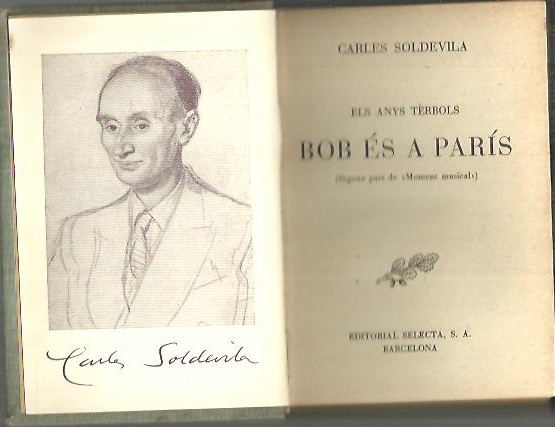 Carles Soldevila
CARLES SOLDEVILA
ELS ANYS TÈRBOLS
BOB ÉS A PARÍS
(Segona part de «Moment musical»)
EDITORIAL SELECTA, S. A.
BARCELONA